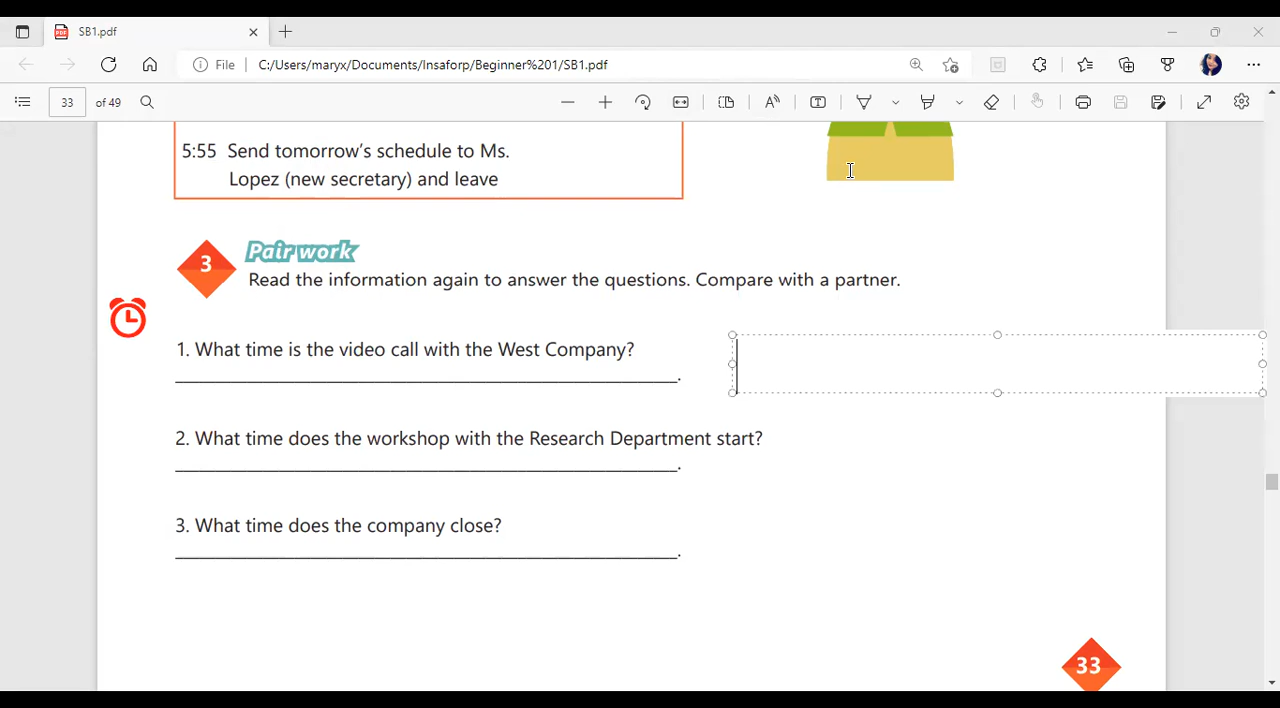 SB1.pdf
File
C:/Users/maryx/Documents/Insaforp/Beginner%201/SB1.pdf
33 of 49
5:55 Send tomorrow's schedule to Ms.
Lopez (new secretary) and leave
3
Pair work
Read the information again to answer the questions. Compare with a partner.
1. What time is the video call with the West Company?
____________________________________________________.
2. What time does the workshop with the Research Department start?
____________________________________________________.
3. What time does the company close?
____________________________________________________.
33